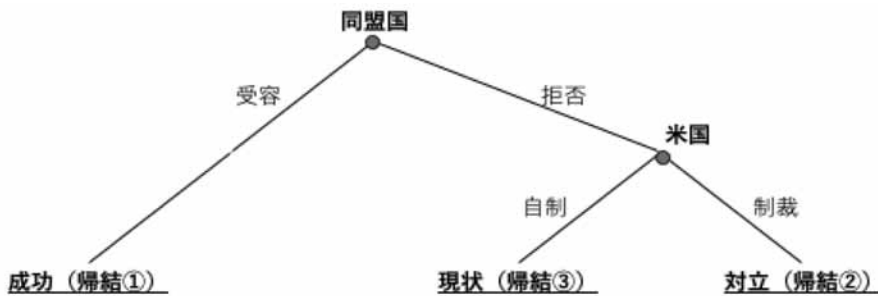 同盟国
受容
拒否
米国
自制
制裁
成功（帰結①）
現状（帰結③）
対立（帰結②）